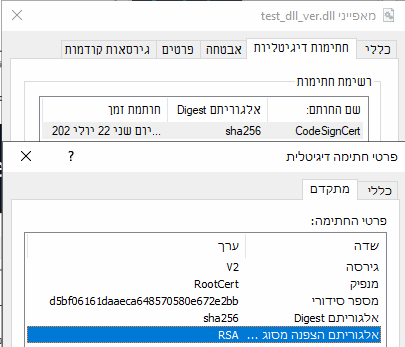 מאפייני test_dll_ver.dll
כללי חתימות דיגיטליות אבטחה פרטים גירסאות קודמות
רשימת חתימות
שם החותם: אלגוריתם Digest חותמת זמן
CodeSignCert sha256 יום שני 22 יולי 202...
פרטי חתימה דיגיטלית ? ×
כללי מתקדם
פרטי החתימה:
שדה ערך
גירסה V2
מנפיק RootCert
מספר סידורי d5bf06161daaeca648570580e672e2bb
אלגוריתם Digest sha256
אלגוריתם הצפנה מסוג ... RSA